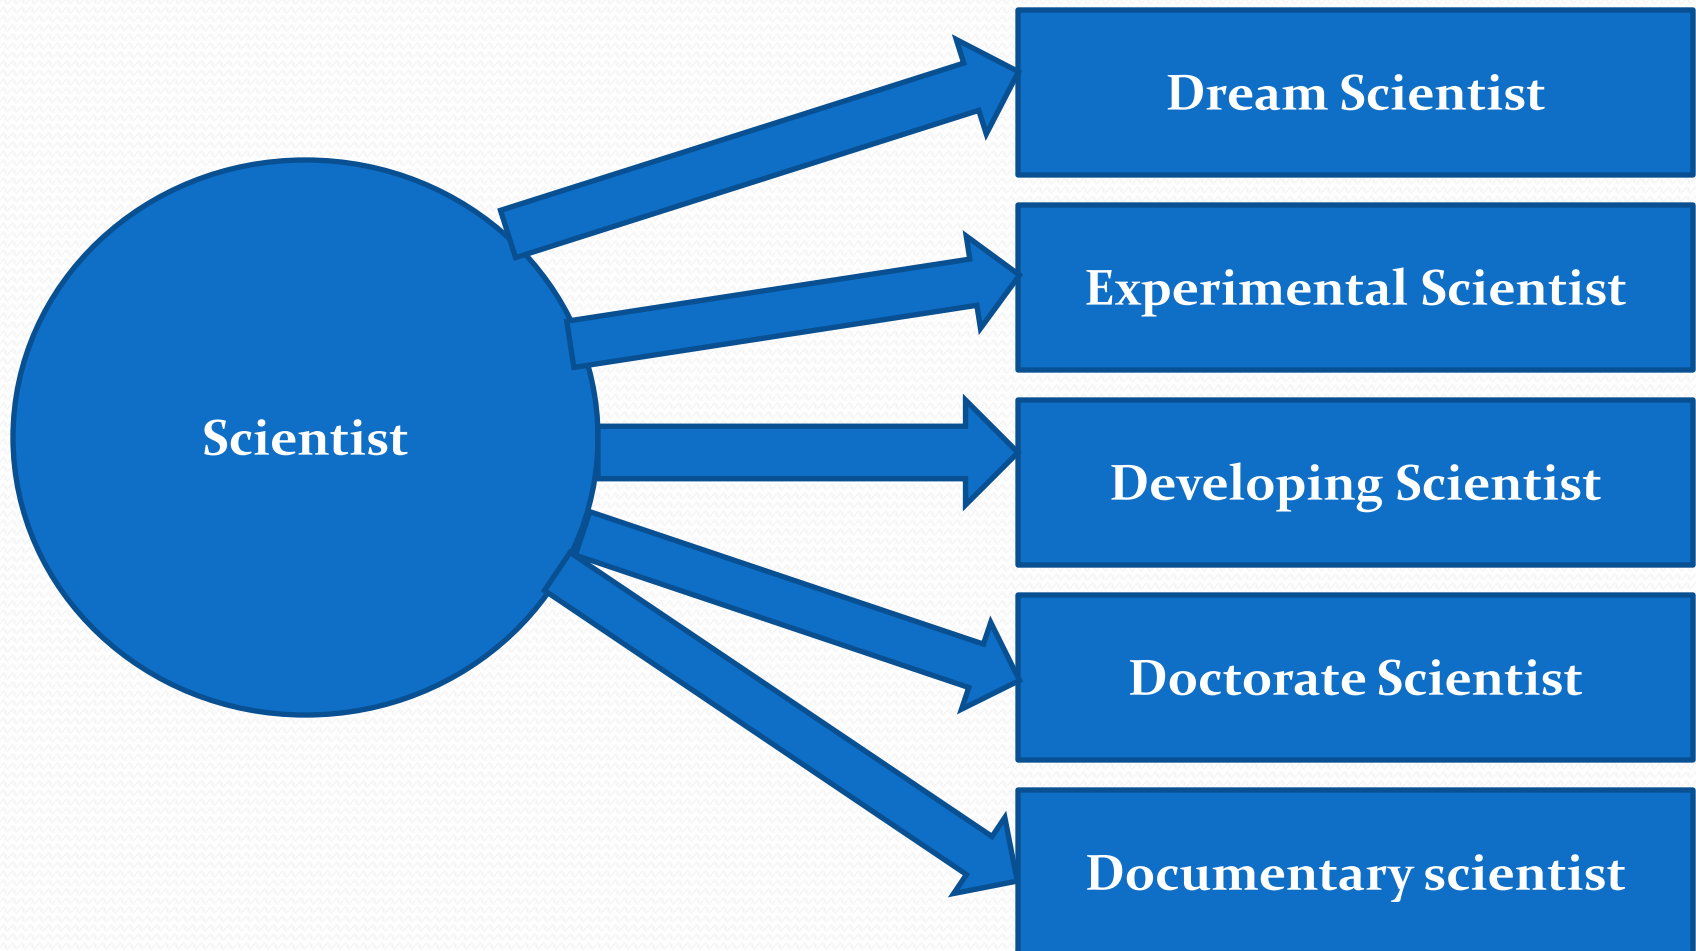 Scientist
Dream Scientist
Experimental Scientist
Developing Scientist
Doctorate Scientist
Documentary scientist